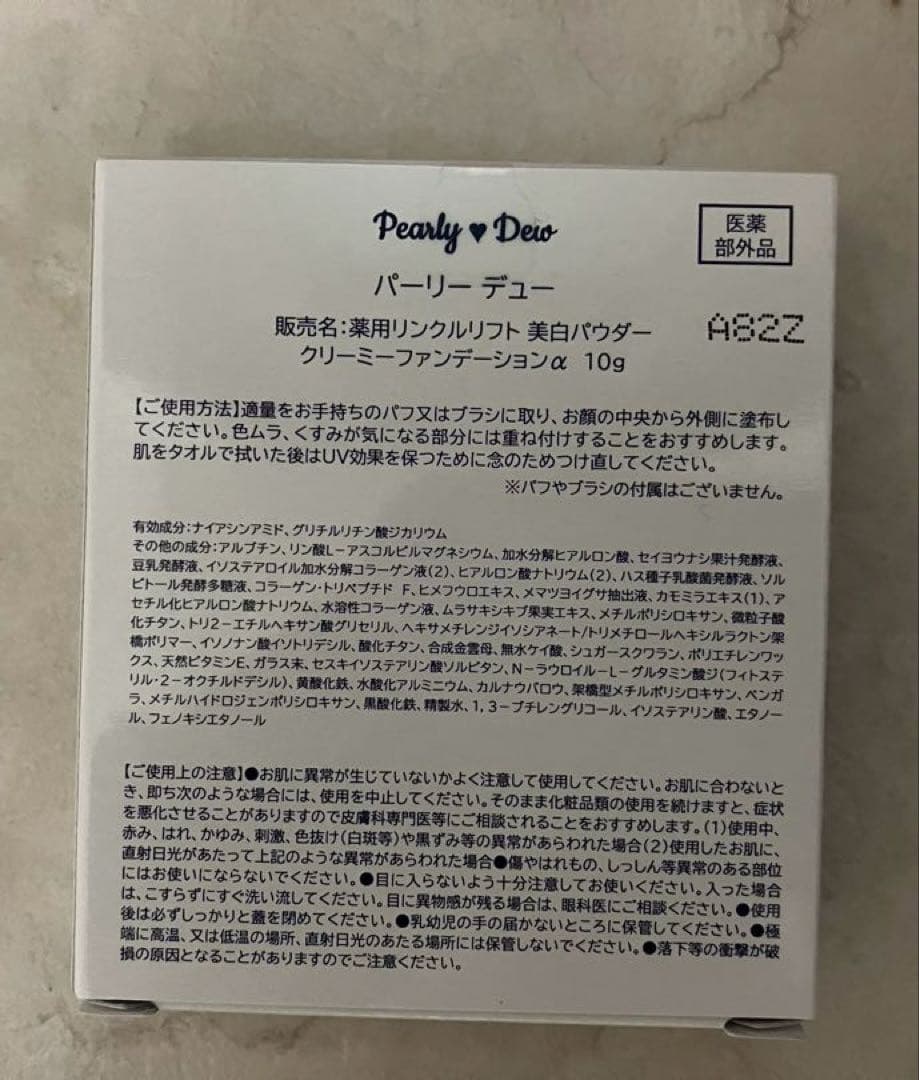 Pearly ♥ Dew
医薬
部外品
パーリー デュー
販売名:薬用リンクルリフト 美白パウダー
クリーミーファンデーションα 10g
A82Z
【ご使用方法】適量をお手持ちのパフ又はブラシに取り、お顔の中央から外側に塗布し
てください。色ムラ、くすみが気になる部分には重ね付けすることをおすすめします。
肌をタオルで拭いた後はUV効果を保つために念のためつけ直してください。
※パフやブラシの付属はございません。
有効成分:ナイアシンアミド、グリチルリチン酸ジカリウム
その他の成分:アルブチン、リン酸L-アスコルビルマグネシウム、加水分解ヒアルロン酸、セイヨウナシ果汁発酵液、
豆乳発酵液、イソステアロイル加水分解コラーゲン液(2)、ヒアルロン酸ナトリウム(2)、ハス種子乳酸菌発酵液、ソル
ビトール発酵多糖液、コラーゲン・トリペプチド F、ヒメフウロエキス、メマツヨイグサ抽出液、カモミラエキス(1)、ア
セチル化ヒアルロン酸ナトリウム、水溶性コラーゲン液、ムラサキシキブ果実エキス、メチルポリシロキサン、微粒子酸
化チタン、トリ2-エチルヘキサン酸グリセリル、ヘキサメチレンジイソシアネート/トリメチロールヘキシルラクトン架
橋ポリマー、イソノナン酸イソトリデシル、酸化チタン、合成金雲母、無水ケイ酸、シュガースクワラン、ポリエチレンワッ
クス、天然ビタミンE、ガラス末、セスキイソステアリン酸ソルビタン、N-ラウロイル-L-グルタミン酸ジ(フィトステ
リル・2-オクチルドデシル)、黄酸化鉄、水酸化アルミニウム、カルナウバロウ、架橋型メチルポリシロキサン、ベンガ
ラ、メチルハイドロジェンポリシロキサン、黒酸化鉄、精製水、1,3-ブチレングリコール、イソステアリン酸、エタノー
ル、フェノキシエタノール
【ご使用上の注意】●お肌に異常が生じていないかよく注意して使用してください。お肌に合わないと
き、即ち次のような場合には、使用を中止してください。そのまま化粧品類の使用を続けますと、症状
を悪化させることがありますので皮膚科専門医等にご相談されることをおすすめします。(1)使用中、
赤み、はれ、かゆみ、刺激、色抜け(白斑等)や黒ずみ等の異常があらわれた場合(2)使用したお肌に、
直射日光があたって上記のような異常があらわれた場合●傷やはれもの、しっしん等異常のある部位
にはお使いにならないでください。●目に入らないよう十分注意してお使いください。入った場合
は、こすらずにすぐ洗い流してください。目に異物感が残る場合は、眼科医にご相談ください。●使用
後は必ずしっかりと蓋を閉めてください。●乳幼児の手の届かないところに保管してください。●極
端に高温、又は低温の場所、直射日光のあたる場所には保管しないでください。●落下等の衝撃が破
損の原因となることがありますのでご注意ください。